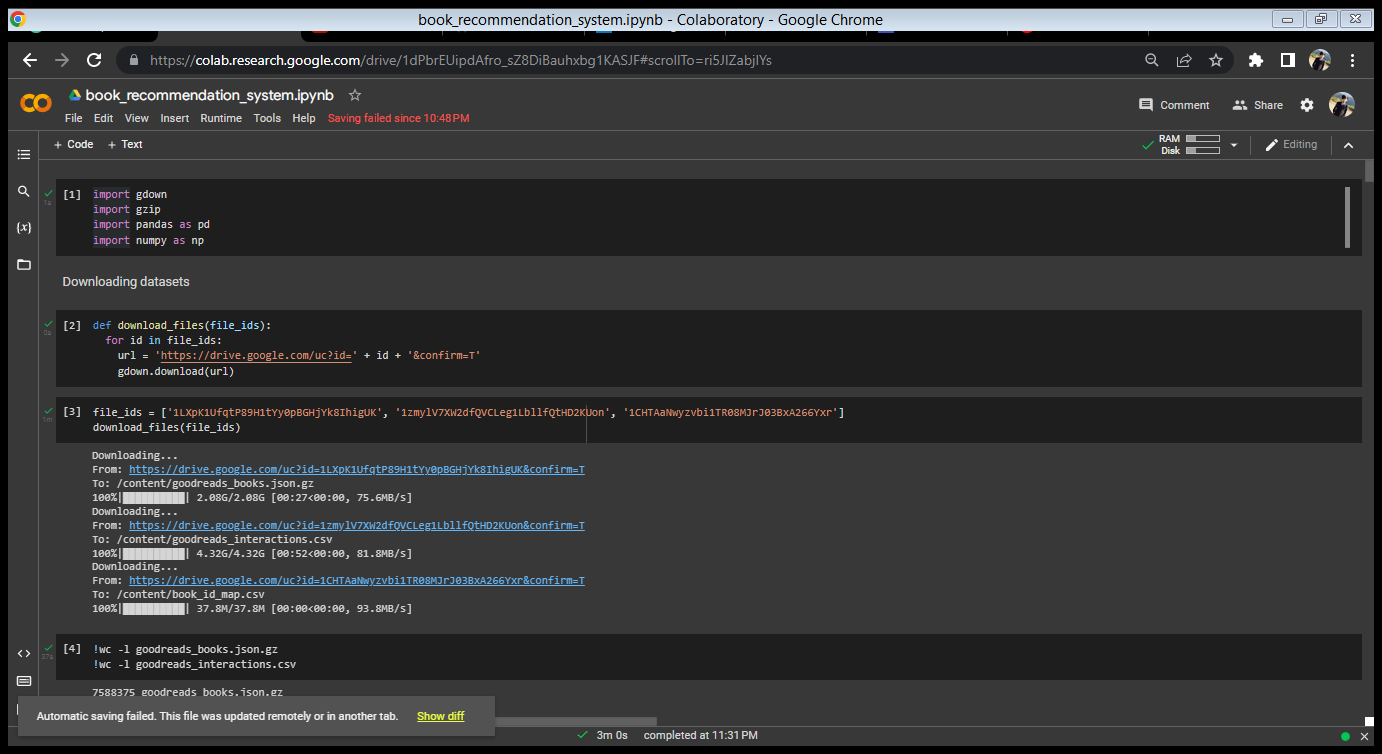 book_recommendation_system.ipynb - Colaboratory - Google Chrome
https://colab.research.google.com/drive/1dPbrEUipdAfro_sZ8DiBauhxbg1KASJF#scrollTo=ri5JIZabjIYs
book_recommendation_system.ipynb
Comment
Share
File Edit View Insert Runtime Tools Help Saving failed since 10:48PM
+ Code + Text
RAM
Disk
Editing
[1] import gdown
1s
import gzip
import pandas as pd
import numpy as np
{x}
Downloading datasets
[2] def download_files(file_ids):
for id in file_ids:
url = 'https://drive.google.com/uc?id=' + id + '&confirm=T'
gdown.download(url)
[3] file_ids = ['1LXpK1UfqtP89H1tYy0pBGHjYk8IhigUK', '1zmylV7XW2dfQVCLeg1LbllfQtHD2KUon', '1CHTAaNwyzvbi1TR08MJrJ03BxA266Yxr']
1m
download_files(file_ids)
Downloading...
From: https://drive.google.com/uc?id=1LXpK1UfqtP89H1tYy0pBGHjYk8IhigUK&confirm=T
To: /content/goodreads_books.json.gz
100%|██████████| 2.08G/2.08G [00:27<00:00, 75.6MB/s]
Downloading...
From: https://drive.google.com/uc?id=1zmylV7XW2dfQVCLeg1LbllfQtHD2KUon&confirm=T
To: /content/goodreads_interactions.csv
100%|██████████| 4.32G/4.32G [00:52<00:00, 81.8MB/s]
Downloading...
From: https://drive.google.com/uc?id=1CHTAaNwyzvbi1TR08MJrJ03BxA266Yxr&confirm=T
To: /content/book_id_map.csv
100%|██████████| 37.8M/37.8M [00:00<00:00, 93.8MB/s]
[4] !wc -l goodreads_books.json.gz
37s
!wc -l goodreads_interactions.csv
7588375 goodreads_books.json.gz
Automatic saving failed. This file was updated remotely or in another tab. Show diff
3m 0s completed at 11:31 PM